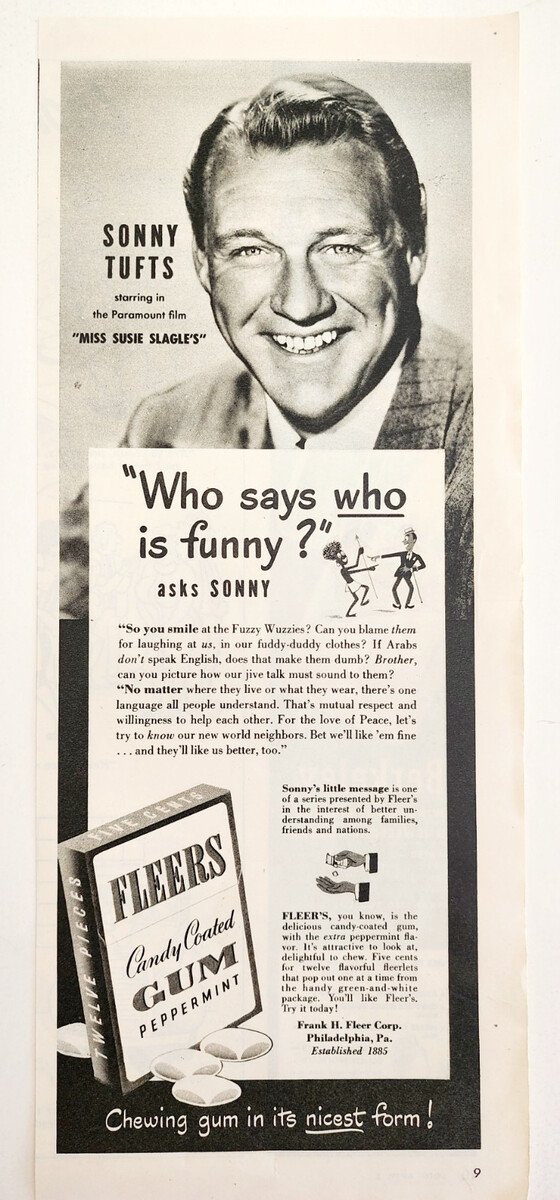 SONNY
TUFTS
starring in
the Paramount film
"MISS SUSIE SLAGLE'S"
"Who says who
is funny?"
asks SONNY
"So you smile at the Fuzzy Wuzzies? Can you blame them
for laughing at us, in our fuddy-duddy clothes? If Arabs
don't speak English, does that make them dumb? Brother,
can you picture how our jive talk must sound to them?
"No matter where they live or what they wear, there's one
language all people understand. That's mutual respect and
willingness to help each other. For the love of Peace, let's
try to know our new world neighbors. Bet we'll like 'em fine
. . . and they'll like us better, too."
Sonny's little message is one
of a series presented by Fleer's
in the interest of better un-
derstanding among families,
friends and nations.
FLEER'S, you know, is the
delicious candy-coated gum,
with the extra peppermint fla-
vor. It's attractive to look at,
delightful to chew. Five cents
for twelve flavorful fleerlets
that pop out one at a time from
the handy green-and-white
package. You'll like Fleer's.
Try it today!
Frank H. Fleer Corp.
Philadelphia, Pa.
Established 1885
FIVE CENTS
TWELVE PIECES
FLEERS
Candy Coated
GUM
PEPPERMINT
Chewing gum in its nicest form!
9